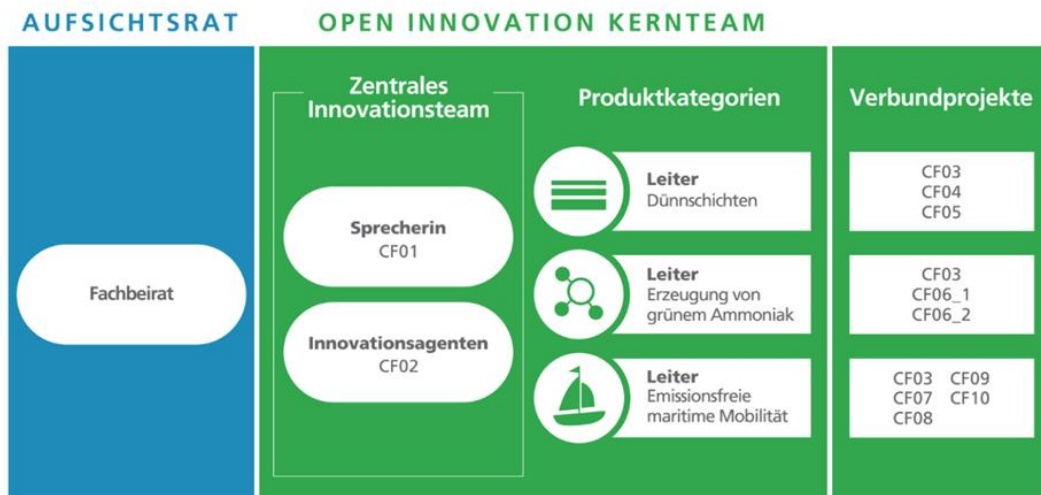 AUFSICHTSRAT
OPEN INNOVATION KERNTEAM
Fachbeirat
Zentrales
Innovationsteam
Sprecherin
CF01
Innovationsagenten
CF02
Produktkategorien
Leiter
Dünnschichten
Leiter
Erzeugung von
grünem Ammoniak
Leiter
Emissionsfreie
maritime Mobilität
Verbundprojekte
CF03
CF04
CF05
CF03
CF06_1
CF06_2
CF03 CF09
CF07 CF10
CF08